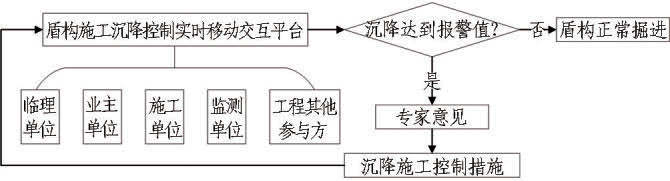 盾构施工沉降控制实时移动交互平台
沉降达到报警值?
否
盾构正常掘进
是
临理
单位
业主
单位
施工
单位
监测
单位
工程其他
参与方
专家意见
沉降施工控制措施